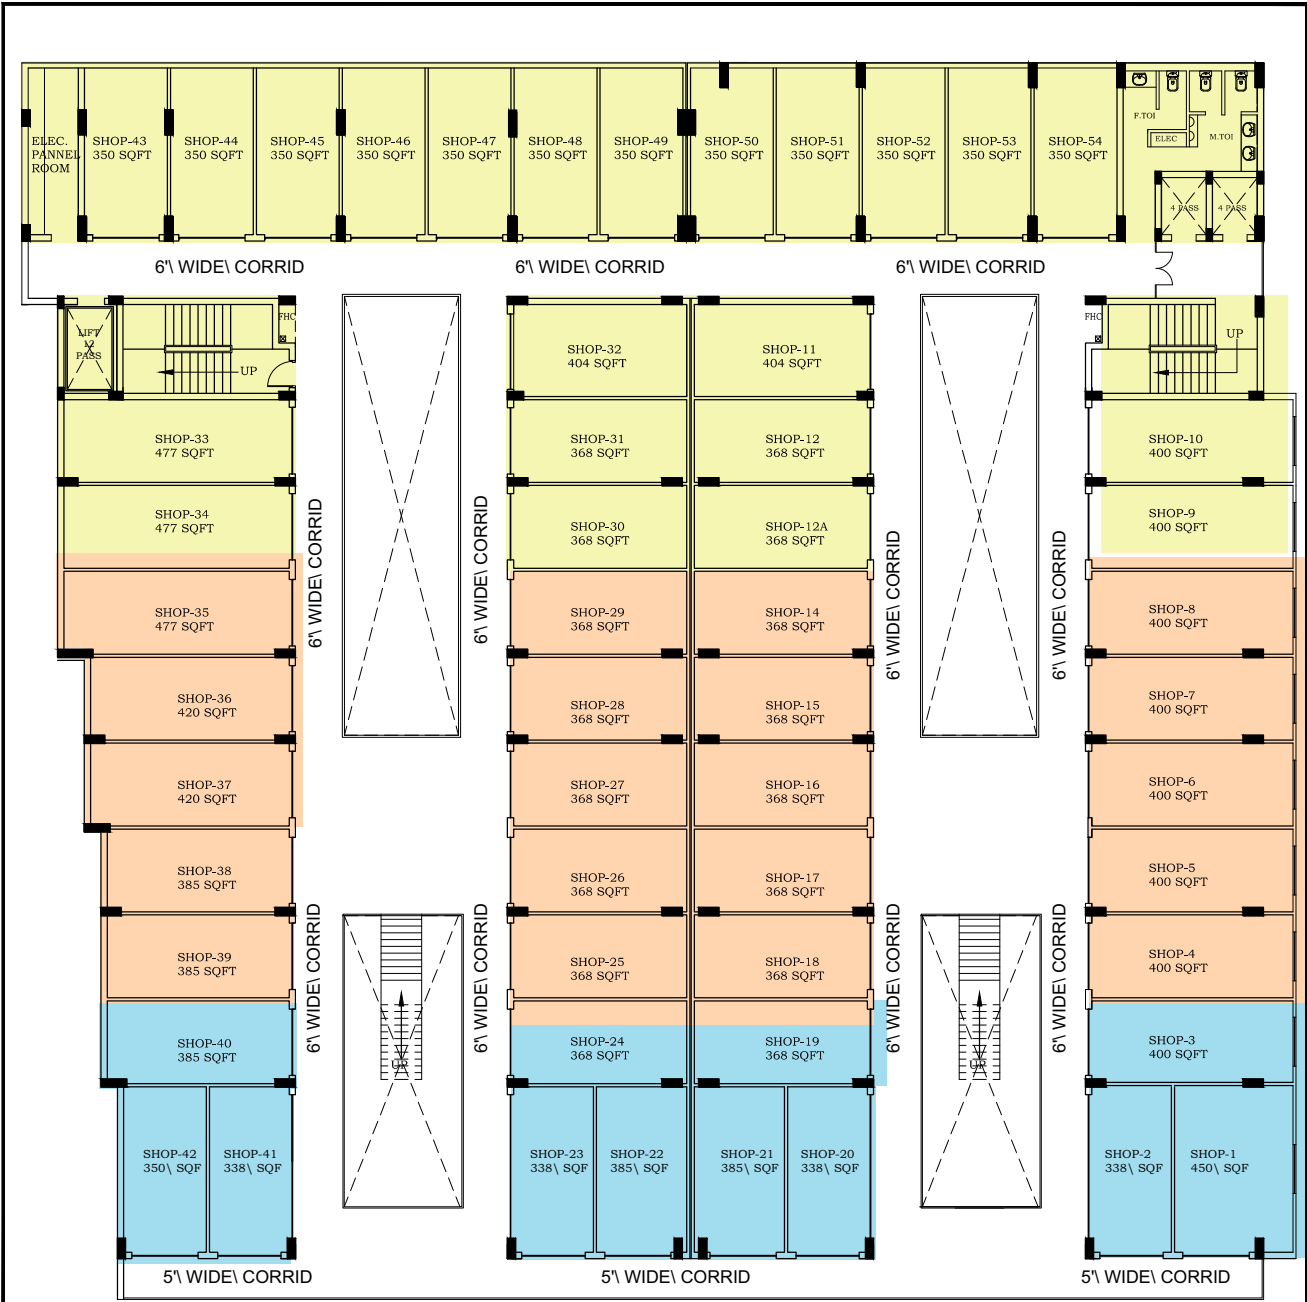 ELEC.
PANNEL
ROOM
SHOP-43
350 SQFT
SHOP-44
350 SQFT
SHOP-45
350 SQFT
SHOP-46
350 SQFT
SHOP-47
350 SQFT
SHOP-48
350 SQFT
SHOP-49
350 SQFT
SHOP-50
350 SQFT
SHOP-51
350 SQFT
SHOP-52
350 SQFT
SHOP-53
350 SQFT
SHOP-54
350 SQFT
F.TOI
ELEC
M.TOI
4 PASS
4 PASS
6'\ WIDE\ CORRID
6'\ WIDE\ CORRID
6'\ WIDE\ CORRID
LIFT
12
PASS
UP
FHC
SHOP-32
404 SQFT
SHOP-11
404 SQFT
FHC
UP
SHOP-33
477 SQFT
SHOP-31
368 SQFT
SHOP-12
368 SQFT
SHOP-10
400 SQFT
SHOP-34
477 SQFT
SHOP-30
368 SQFT
SHOP-12A
368 SQFT
SHOP-9
400 SQFT
6'\ WIDE\ CORRID
6'\ WIDE\ CORRID
6'\ WIDE\ CORRID
6'\ WIDE\ CORRID
SHOP-35
477 SQFT
SHOP-29
368 SQFT
SHOP-14
368 SQFT
SHOP-8
400 SQFT
SHOP-36
420 SQFT
SHOP-28
368 SQFT
SHOP-15
368 SQFT
SHOP-7
400 SQFT
SHOP-37
420 SQFT
SHOP-27
368 SQFT
SHOP-16
368 SQFT
SHOP-6
400 SQFT
SHOP-38
385 SQFT
SHOP-26
368 SQFT
SHOP-17
368 SQFT
SHOP-5
400 SQFT
SHOP-39
385 SQFT
SHOP-25
368 SQFT
SHOP-18
368 SQFT
SHOP-4
400 SQFT
6'\ WIDE\ CORRID
6'\ WIDE\ CORRID
6'\ WIDE\ CORRID
6'\ WIDE\ CORRID
SHOP-40
385 SQFT
UP
SHOP-24
368 SQFT
SHOP-19
368 SQFT
UP
SHOP-3
400 SQFT
SHOP-42
350\ SQF
SHOP-41
338\ SQF
SHOP-23
338\ SQF
SHOP-22
385\ SQF
SHOP-21
385\ SQF
SHOP-20
338\ SQF
SHOP-2
338\ SQF
SHOP-1
450\ SQF
5'\ WIDE\ CORRID
5'\ WIDE\ CORRID
5'\ WIDE\ CORRID